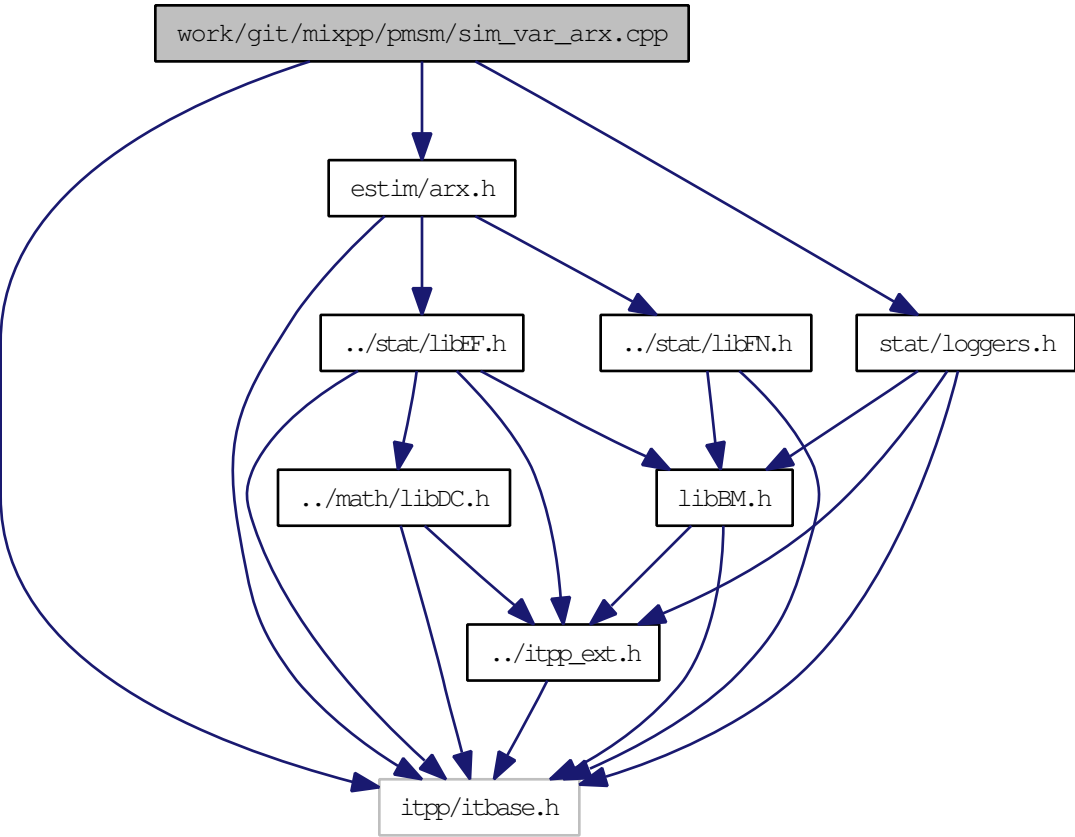 work/git/mixpp/pmsm/sim_var_arx.cpp
estim/arx.h
../stat/libEF.h
../stat/libFN.h
stat/loggers.h
../math/libDC.h
libBM.h
../itpp_ext.h
itpp/itbase.h